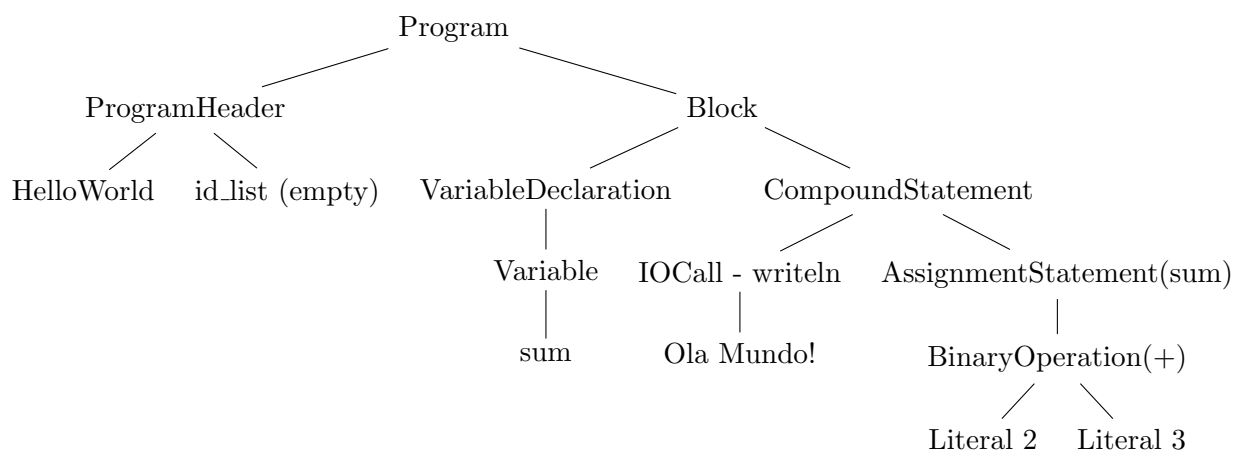 Program
ProgramHeader Block
HelloWorld id_list (empty) VariableDeclaration CompoundStatement
Variable IOCall - writeln AssignmentStatement(sum)
sum Ola Mundo! BinaryOperation(+)
Literal 2 Literal 3